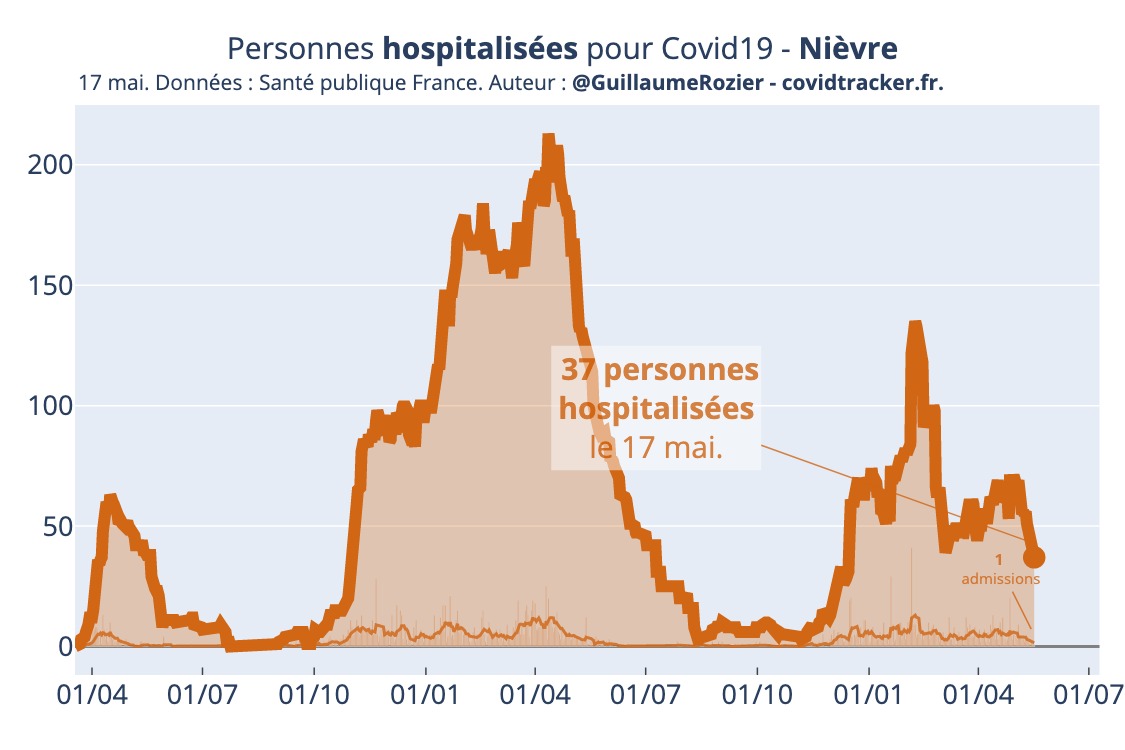 Personnes hospitalisées pour Covid19 - Nièvre
17 mai. Données : Santé publique France. Auteur : @GuillaumeRozier - covidtracker.fr.
200
150
100
50
0
37 personnes
hospitalisées
le 17 mai.
1
admissions
01/04 01/07 01/10 01/01 01/04 01/07 01/10 01/01 01/04 01/07